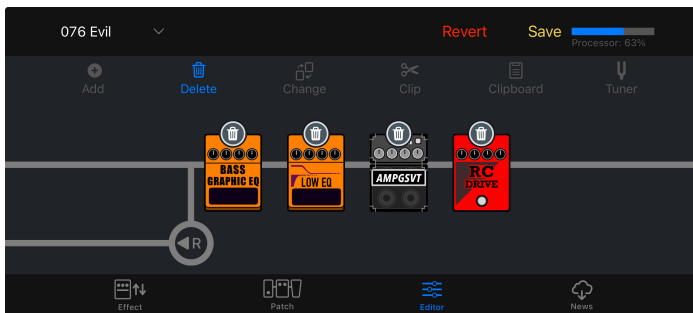 076 Evil
Revert
Save
Processor: 63%
Add
Delete
Change
Clip
Clipboard
Tuner
BASS
GRAPHIC EQ
LOW EQ
AMPGSVT
RC
DRIVE
R
Effect
Patch
Editor
News